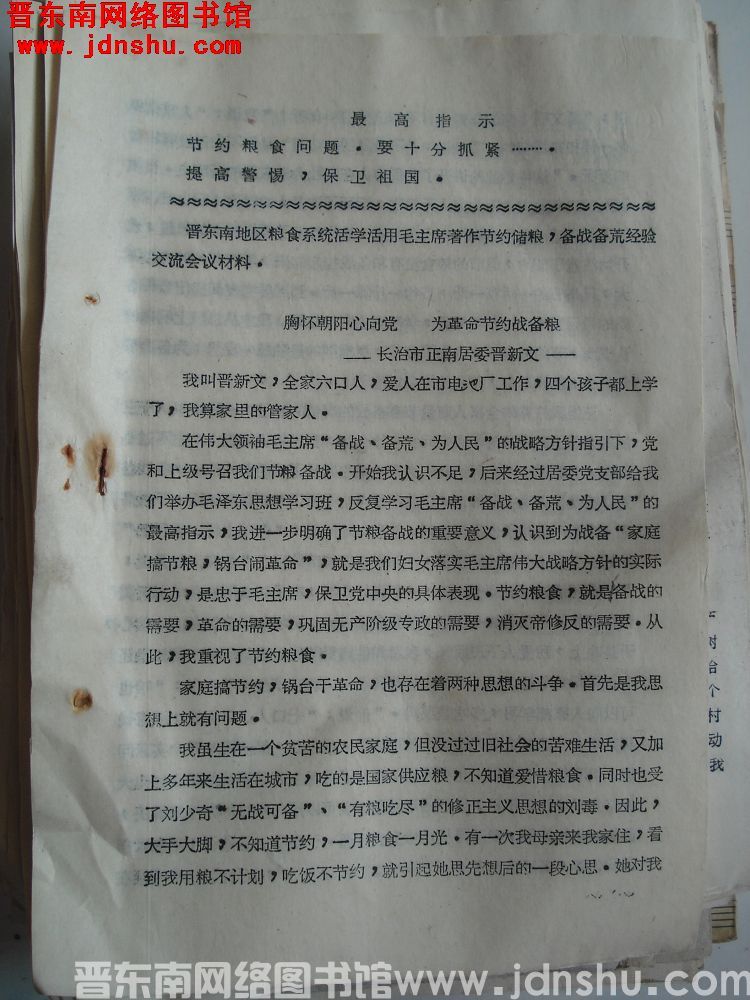 晋东南网络图书馆
www.jdnshu.com
最高指示
节约粮食问题。要十分抓紧……。
提高警惕，保卫祖国。
≈≈≈≈≈≈≈≈≈≈≈≈≈≈≈≈≈≈≈≈≈≈≈≈≈≈≈≈≈≈
晋东南地区粮食系统活学活用毛主席著作节约储粮，备战备荒经验
交流会议材料。
胸怀朝阳心向党 为革命节约战备粮
——长治市正南居委晋新文——
我叫晋新文，全家六口人，爱人在市电池厂工作，四个孩子都上学
了，我算家里的管家人。
在伟大领袖毛主席“备战、备荒、为人民”的战略方针指引下，党
和上级号召我们节粮备战。开始我认识不足，后来经过居委党支部给我
们举办毛泽东思想学习班，反复学习毛主席“备战、备荒、为人民”的
最高指示，我进一步明确了节粮备战的重要意义，认识到为战备“家庭
搞节粮，锅台闹革命”，就是我们妇女落实毛主席伟大战略方针的实际
行动，是忠于毛主席，保卫党中央的具体表现。节约粮食，就是备战的
需要，革命的需要，巩固无产阶级专政的需要，消灭帝修反的需要。从
此，我重视了节约粮食。
家庭搞节约，锅台干革命，也存在着两种思想的斗争。首先是我思
想上就有问题。
我虽生在一个贫苦的农民家庭，但没过过旧社会的苦难生活，又加
上多年来生活在城市，吃的是国家供应粮，不知道爱惜粮食。同时也受
了刘少奇“无战可备”、“有粮吃尽”的修正主义思想的刘毒。因此，
大手大脚，不知道节约，一月粮食一月光。有一次我母亲来我家住，看
到我用粮不计划，吃饭不节约，就引起她思先想后的一段心思。她对我
树
治
个
村
动
我
晋东南网络图书馆www.jdnshu.com